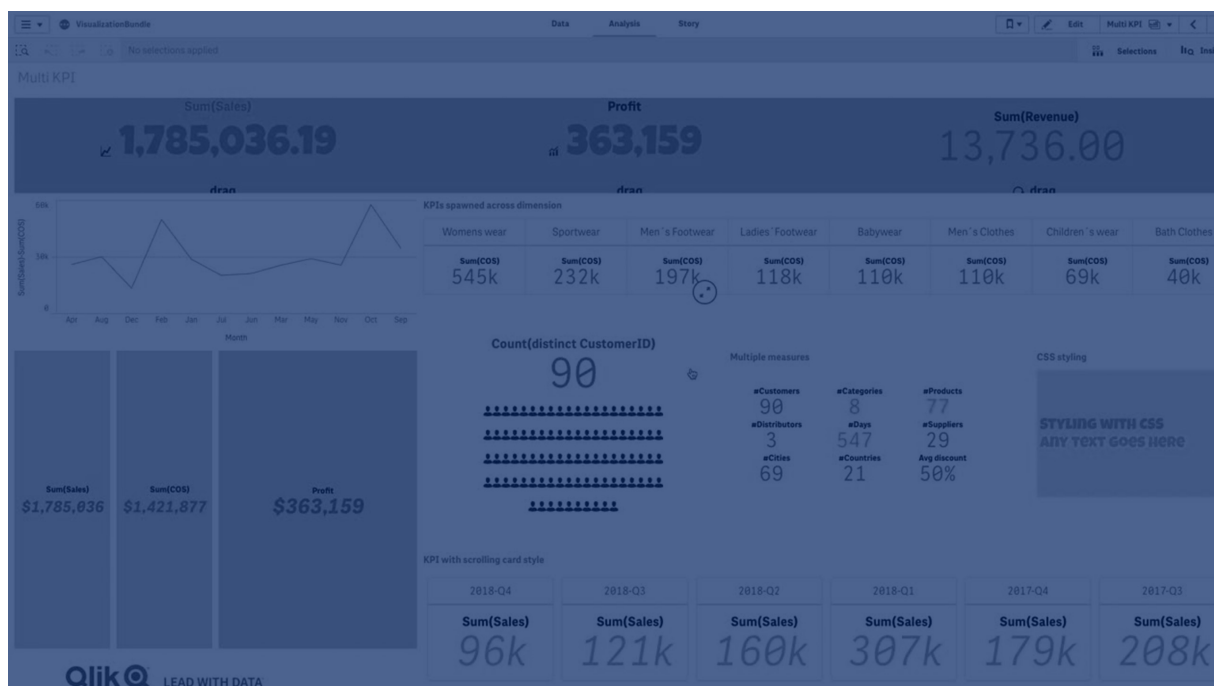 VisualizationBundle
Data Analysis Story
Edit Multi KPI
No selections applied
Selections
Multi KPI
Sum(Sales)
1,785,036.19
drag
Profit
363,159
drag
Sum(Revenue)
13,736.00
drag
Sum(Sales)-Sum(COS)
0
Apr Aug Dec Feb Jan Jul Jun Mar May Nov Oct Sep
Month
KPIs spawned across dimension
Womens wear Sportwear Men´s Footwear Ladies´Footwear Babywear Men´s Clothes Children´s wear Bath Clothes
Sum(COS) Sum(COS) Sum(COS) Sum(COS) Sum(COS) Sum(COS) Sum(COS) Sum(COS)
545k 232k 197k 118k 110k 110k 69k 40k
Sum(Sales)
$1,785,036
Sum(COS)
$1,421,877
Profit
$363,159
Count(distinct CustomerID)
90
Multiple measures
#Customers #Categories #Products
90 8 77
#Distributors #Days #Suppliers
3 547 29
#Cities #Countries Avg discount
69 21 50%
CSS styling
STYLING WITH CSS
ANY TEXT GOES HERE
KPI with scrolling card style
2018-Q4 2018-Q3 2018-Q2 2018-Q1 2017-Q4 2017-Q3
Sum(Sales) Sum(Sales) Sum(Sales) Sum(Sales) Sum(Sales) Sum(Sales)
96k 121k 160k 307k 179k 208k
Qlik LEAD WITH DATA